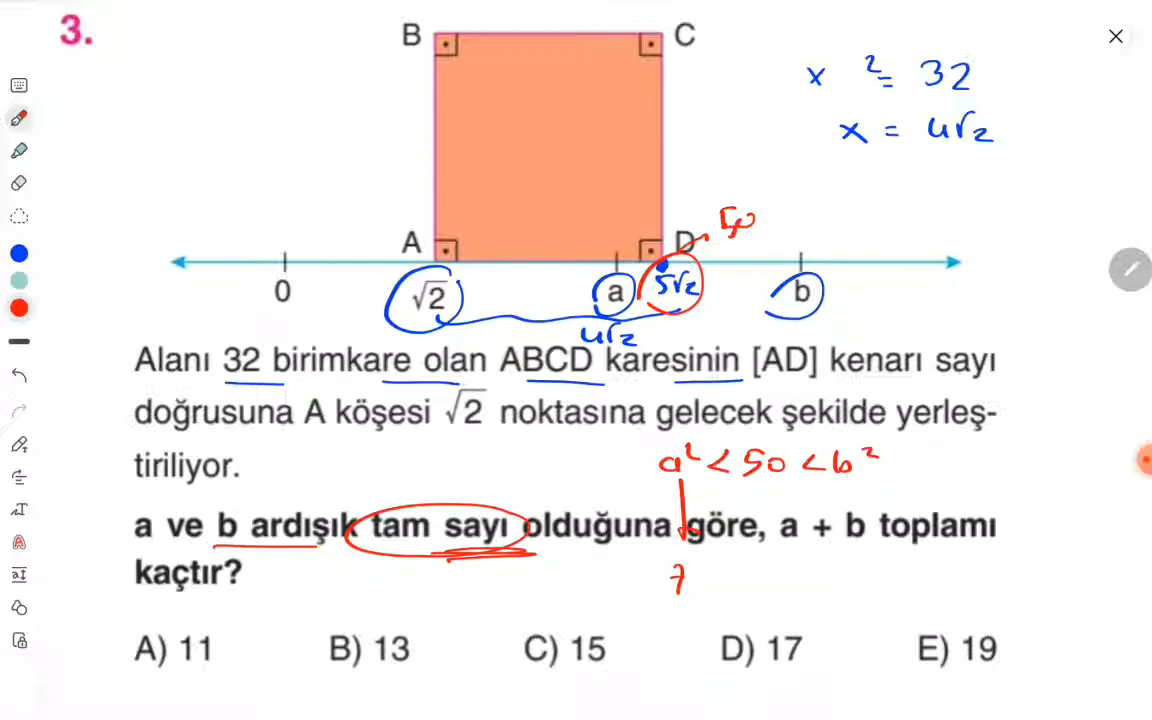 3.
B
C
x² = 32
x = 4√2
A
D
√50
0
√2
a
5√2
b
4√2
Alanı 32 birimkare olan ABCD karesinin [AD] kenarı sayı
doğrusuna A köşesi √2 noktasına gelecek şekilde yerleş-
tiriliyor.
a² < 50 < b²
a ve b ardışık tam sayı olduğuna göre, a + b toplamı
kaçtır?
7
A) 11 B) 13 C) 15 D) 17 E) 19